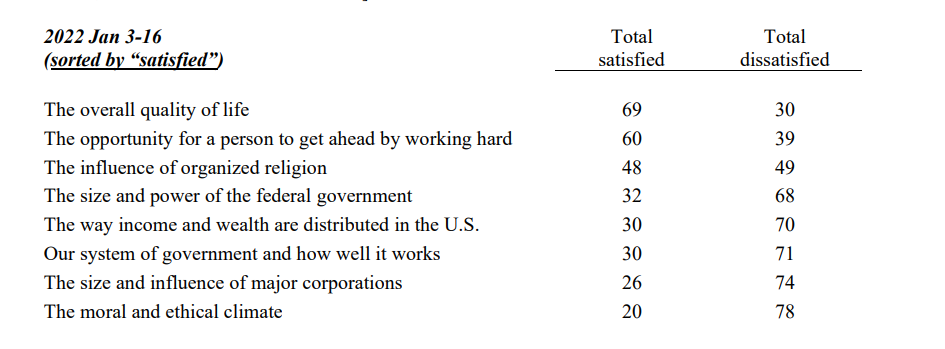 2022 Jan 3-16 Total Total
(sorted by “satisfied”) satisfied dissatisfied
The overall quality of life 69 30
The opportunity for a person to get ahead by working hard 60 39
The influence of organized religion 48 49
The size and power of the federal government 32 68
The way income and wealth are distributed in the U.S. 30 70
Our system of government and how well it works 30 71
The size and influence of major corporations 26 74
The moral and ethical climate 20 78